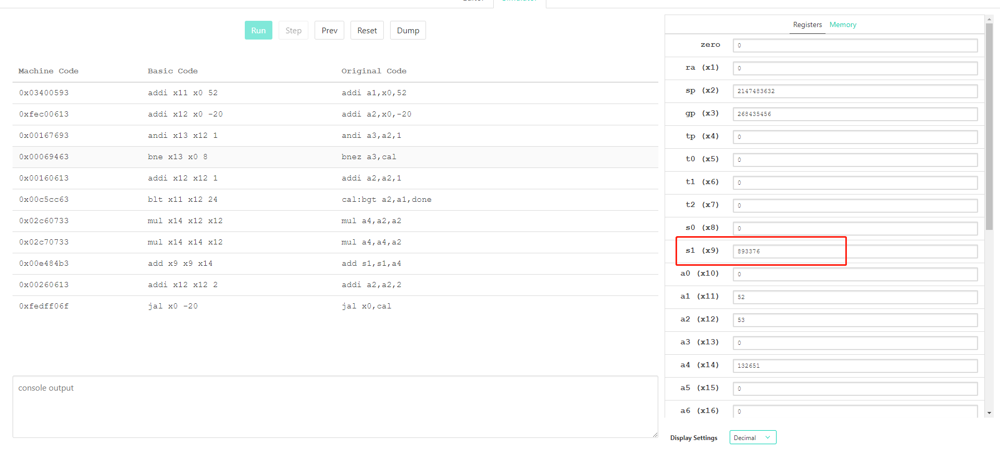 Editor Simulator
Run Step Prev Reset Dump
Machine Code Basic Code Original Code
0x03400593 addi x11 x0 52 addi a1,x0,52
0xfec00613 addi x12 x0 -20 addi a2,x0,-20
0x00167693 andi x13 x12 1 andi a3,a2,1
0x00069463 bne x13 x0 8 bnez a3,cal
0x00160613 addi x12 x12 1 addi a2,a2,1
0x00c5cc63 blt x11 x12 24 cal:bgt a2,a1,done
0x02c60733 mul x14 x12 x12 mul a4,a2,a2
0x02c70733 mul x14 x14 x12 mul a4,a4,a2
0x00e484b3 add x9 x9 x14 add s1,s1,a4
0x00260613 addi x12 x12 2 addi a2,a2,2
0xfedff06f jal x0 -20 jal x0,cal
console output
Registers Memory
zero 0
ra (x1) 0
sp (x2) 2147483632
gp (x3) 268435456
tp (x4) 0
t0 (x5) 0
t1 (x6) 0
t2 (x7) 0
s0 (x8) 0
s1 (x9) 893376
a0 (x10) 0
a1 (x11) 52
a2 (x12) 53
a3 (x13) 0
a4 (x14) 132651
a5 (x15) 0
a6 (x16) 0
Display Settings Decimal